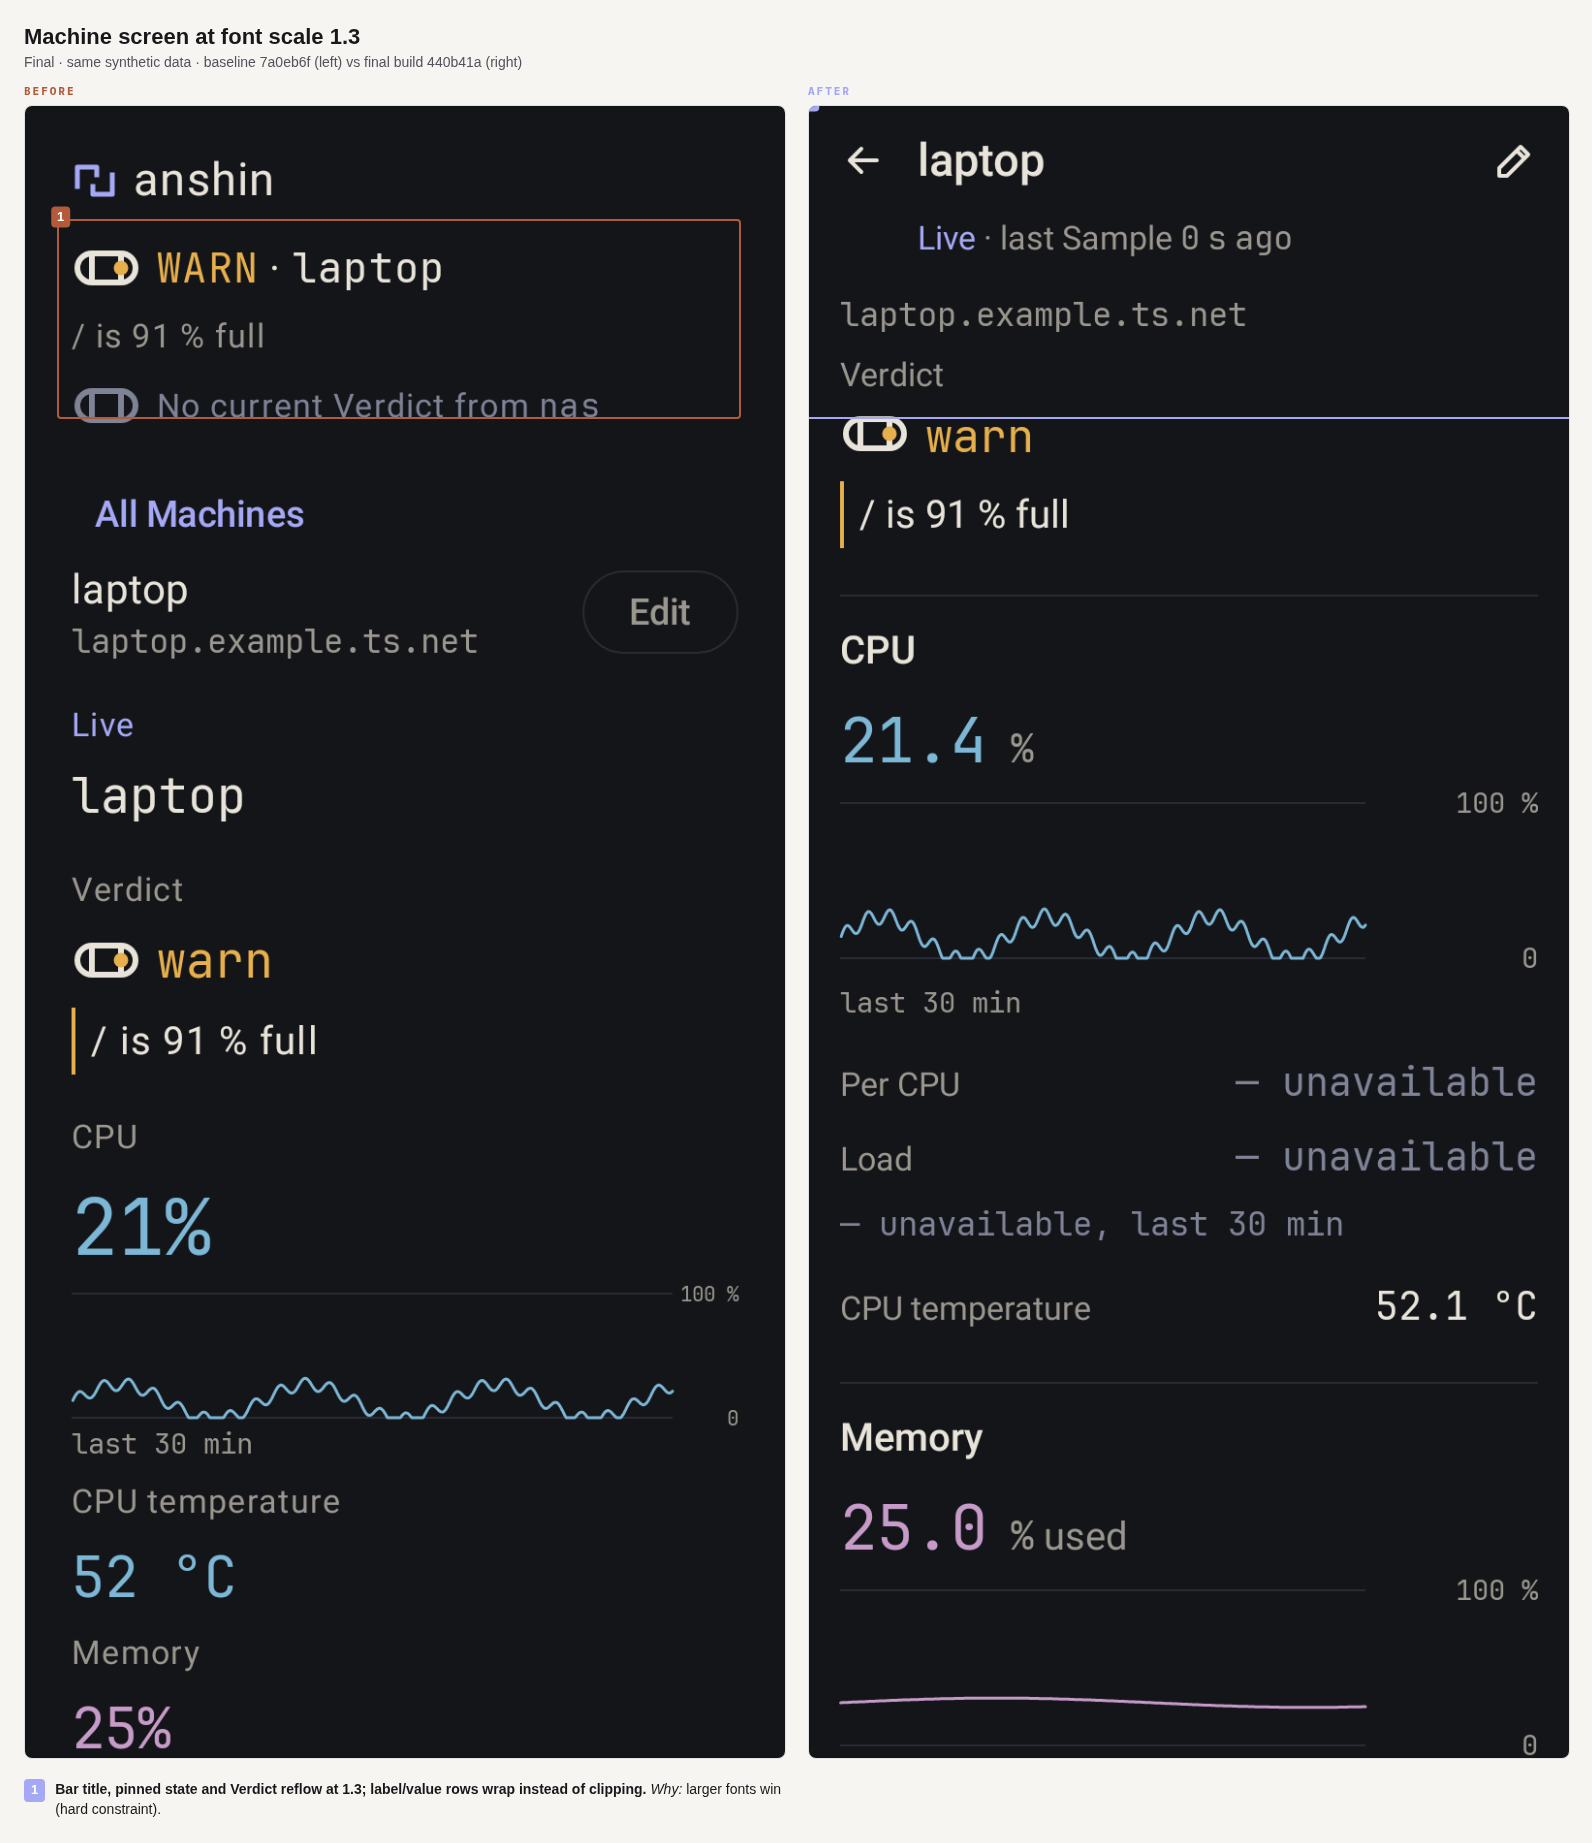 Machine screen at font scale 1.3
Final · same synthetic data · baseline 7a0eb6f (left) vs final build 440b41a (right)
BEFORE
anshin
1
WARN · laptop
/ is 91 % full
No current Verdict from nas
All Machines
laptop
Edit
laptop.example.ts.net
Live
laptop
Verdict
warn
/ is 91 % full
CPU
21%
100 %
0
last 30 min
CPU temperature
52 °C
Memory
25%
AFTER
laptop
Live · last Sample 0 s ago
laptop.example.ts.net
Verdict
warn
/ is 91 % full
CPU
21.4 %
100 %
0
last 30 min
Per CPU — unavailable
Load — unavailable
— unavailable, last 30 min
CPU temperature 52.1 °C
Memory
25.0 % used
100 %
0
1 Bar title, pinned state and Verdict reflow at 1.3; label/value rows wrap instead of clipping. Why: larger fonts win
(hard constraint).